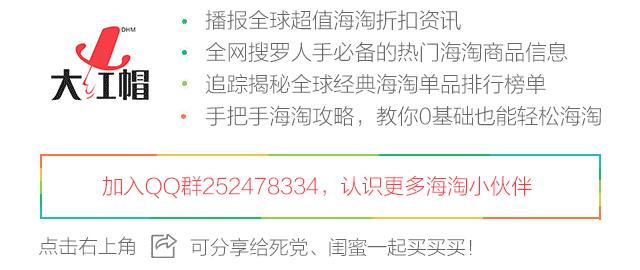 DHM
大红帽
播报全球超值海淘折扣资讯
全网搜罗人手必备的热门海淘商品信息
追踪揭秘全球经典海淘单品排行榜单
手把手海淘攻略，教你0基础也能轻松海淘
加入QQ群252478334，认识更多海淘小伙伴
点击右上角 可分享给死党、闺蜜一起买买买！